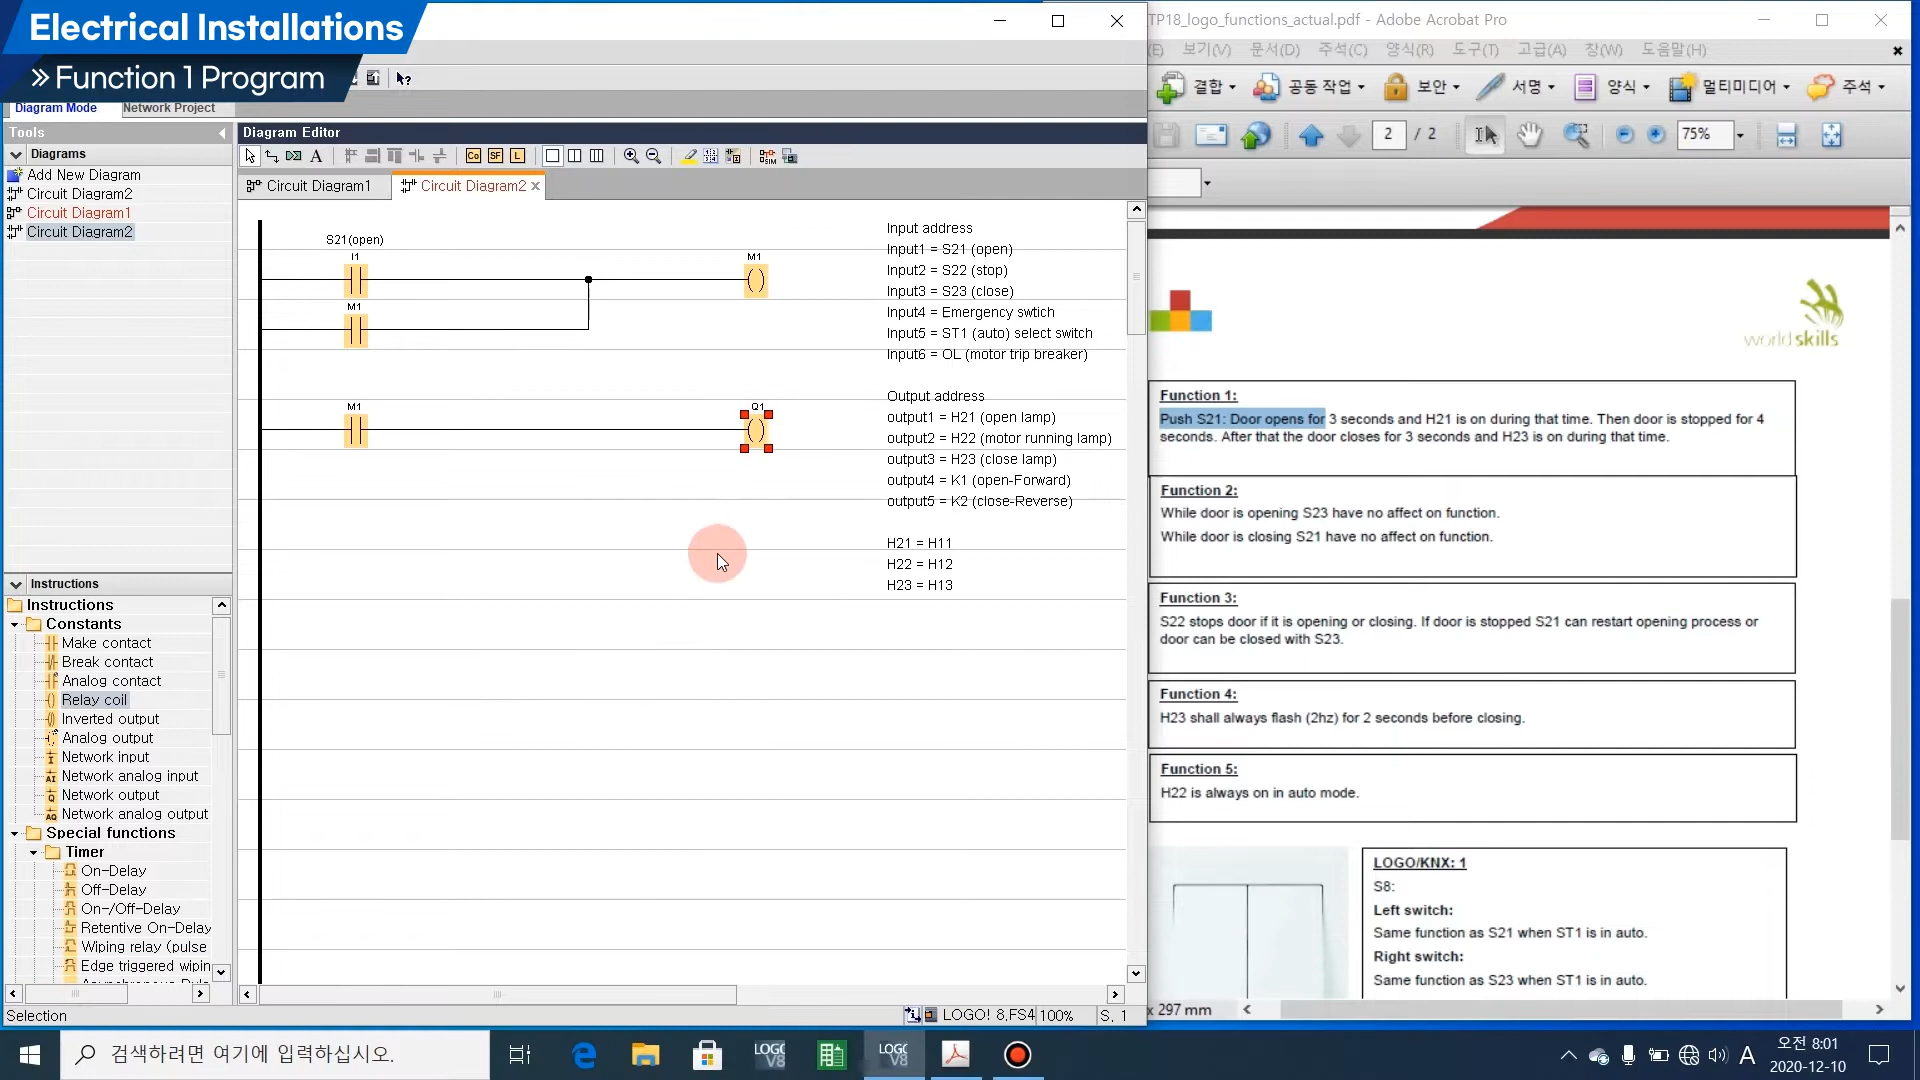 Electrical Installations
Function 1 Program
Diagram Mode
Network Project
Tools
Diagrams
Add New Diagram
Circuit Diagram2
Circuit Diagram1
Circuit Diagram2
Instructions
Instructions
Constants
Make contact
Break contact
Analog contact
Relay coil
Inverted output
Analog output
Network input
Network analog input
Network output
Network analog output
Special functions
Timer
On-Delay
Off-Delay
On-/Off-Delay
Retentive On-Delay
Wiping relay (pulse
Edge triggered wipin
Selection
Diagram Editor
A
Co SF L
SIM
Circuit Diagram1
Circuit Diagram2
S21(open)
I1
M1
M1
M1
Q1
Input address
Input1 = S21 (open)
Input2 = S22 (stop)
Input3 = S23 (close)
Input4 = Emergency swtich
Input5 = ST1 (auto) select switch
Input6 = OL (motor trip breaker)
Output address
output1 = H21 (open lamp)
output2 = H22 (motor running lamp)
output3 = H23 (close lamp)
output4 = K1 (open-Forward)
output5 = K2 (close-Reverse)
H21 = H11
H22 = H12
H23 = H13
LOGO! 8.FS4 100% S. 1
TP18_logo_functions_actual.pdf - Adobe Acrobat Pro
(E) 보기(V) 문서(D) 주석(C) 양식(R) 도구(T) 고급(A) 창(W) 도움말(H)
결합 공동 작업 보안 서명 양식 멀티미디어 주석
2 / 2 75%
world skills
Function 1:
Push S21: Door opens for 3 seconds and H21 is on during that time. Then door is stopped for 4
seconds. After that the door closes for 3 seconds and H23 is on during that time.
Function 2:
While door is opening S23 have no affect on function.
While door is closing S21 have no affect on function.
Function 3:
S22 stops door if it is opening or closing. If door is stopped S21 can restart opening process or
door can be closed with S23.
Function 4:
H23 shall always flash (2hz) for 2 seconds before closing.
Function 5:
H22 is always on in auto mode.
LOGO/KNX: 1
S8:
Left switch:
Same function as S21 when ST1 is in auto.
Right switch:
Same function as S23 when ST1 is in auto.
x 297 mm
검색하려면 여기에 입력하십시오.
LOGO V8
LOGO V8
A
오전 8:01
2020-12-10